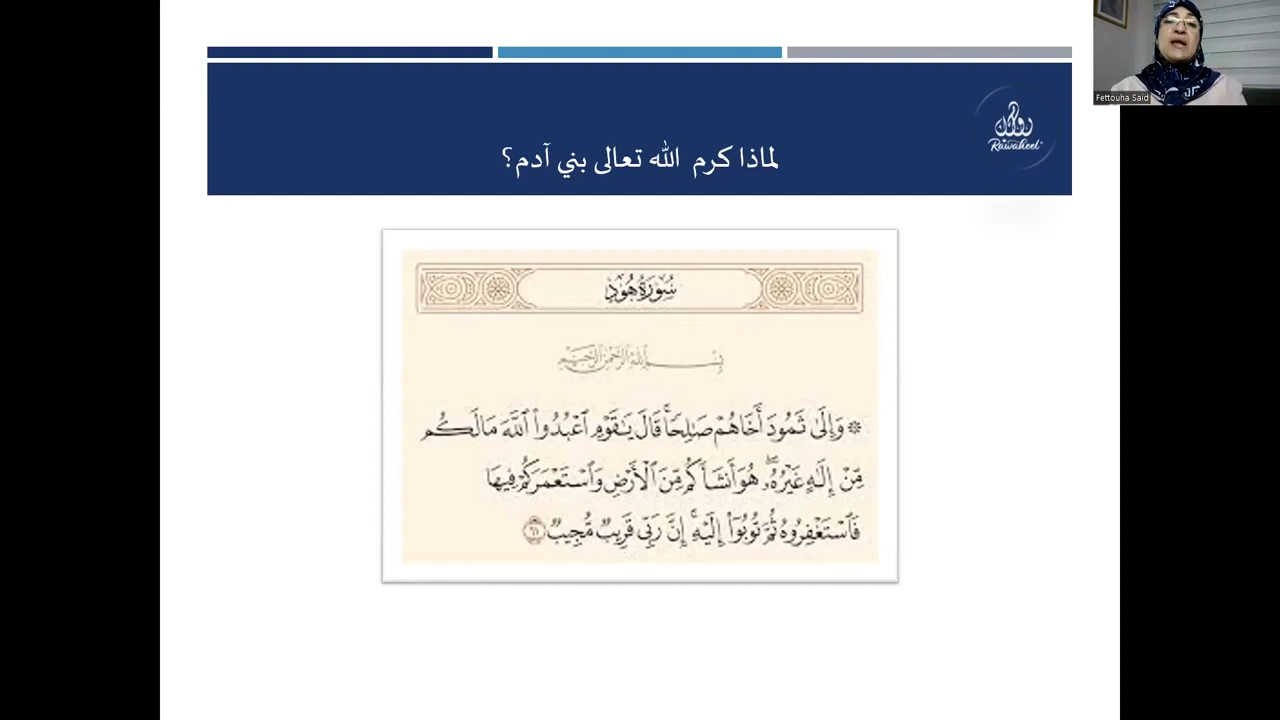 Fettouha Said
رواحل
Rawaheel
لماذا كرم الله تعالى بني آدم؟
سُورَةُ هُودٍ
بِسْمِ اللَّهِ الرَّحْمَٰنِ الرَّحِيمِ
۞ وَإِلَىٰ ثَمُودَ أَخَاهُمْ صَـٰلِحًاۚ قَالَ يَـٰقَوْمِ ٱعْبُدُوا۟ ٱللَّهَ مَا لَكُم
مِّنْ إِلَـٰهٍ غَيْرُهُۥۖ هُوَ أَنشَأَكُم مِّنَ ٱلْأَرْضِ وَٱسْتَعْمَرَكُمْ فِيهَا
فَٱسْتَغْفِرُوهُ ثُمَّ تُوبُوٓا۟ إِلَيْهِۚ إِنَّ رَبِّى قَرِيبٌ مُّجِيبٌ ٦١